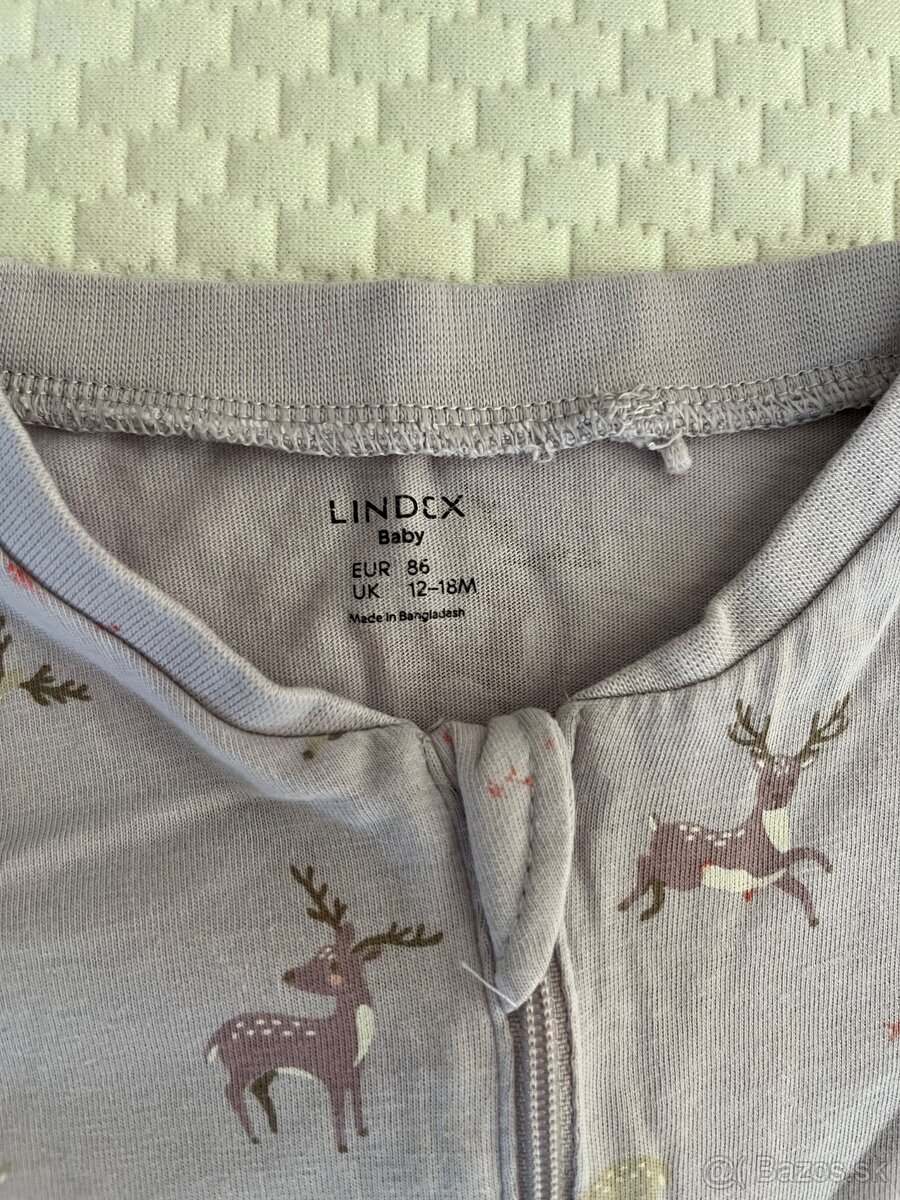 LINDEX
Baby
EUR 86
UK 12-18M
Made in Bangladesh
Bazos.sk